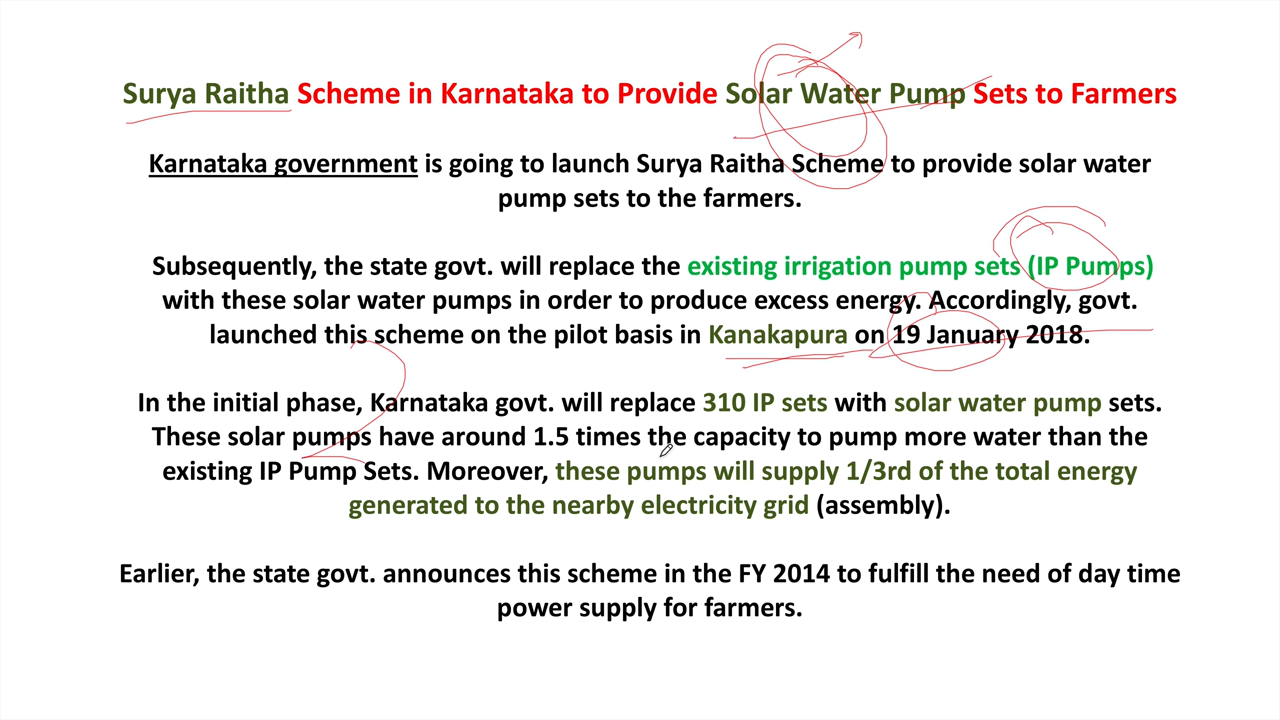 Surya Raitha Scheme in Karnataka to Provide Solar Water Pump Sets to Farmers
Karnataka government is going to launch Surya Raitha Scheme to provide solar water
pump sets to the farmers.
Subsequently, the state govt. will replace the existing irrigation pump sets (IP Pumps)
with these solar water pumps in order to produce excess energy. Accordingly, govt.
launched this scheme on the pilot basis in Kanakapura on 19 January 2018.
In the initial phase, Karnataka govt. will replace 310 IP sets with solar water pump sets.
These solar pumps have around 1.5 times the capacity to pump more water than the
existing IP Pump Sets. Moreover, these pumps will supply 1/3rd of the total energy
generated to the nearby electricity grid (assembly).
Earlier, the state govt. announces this scheme in the FY 2014 to fulfill the need of day time
power supply for farmers.